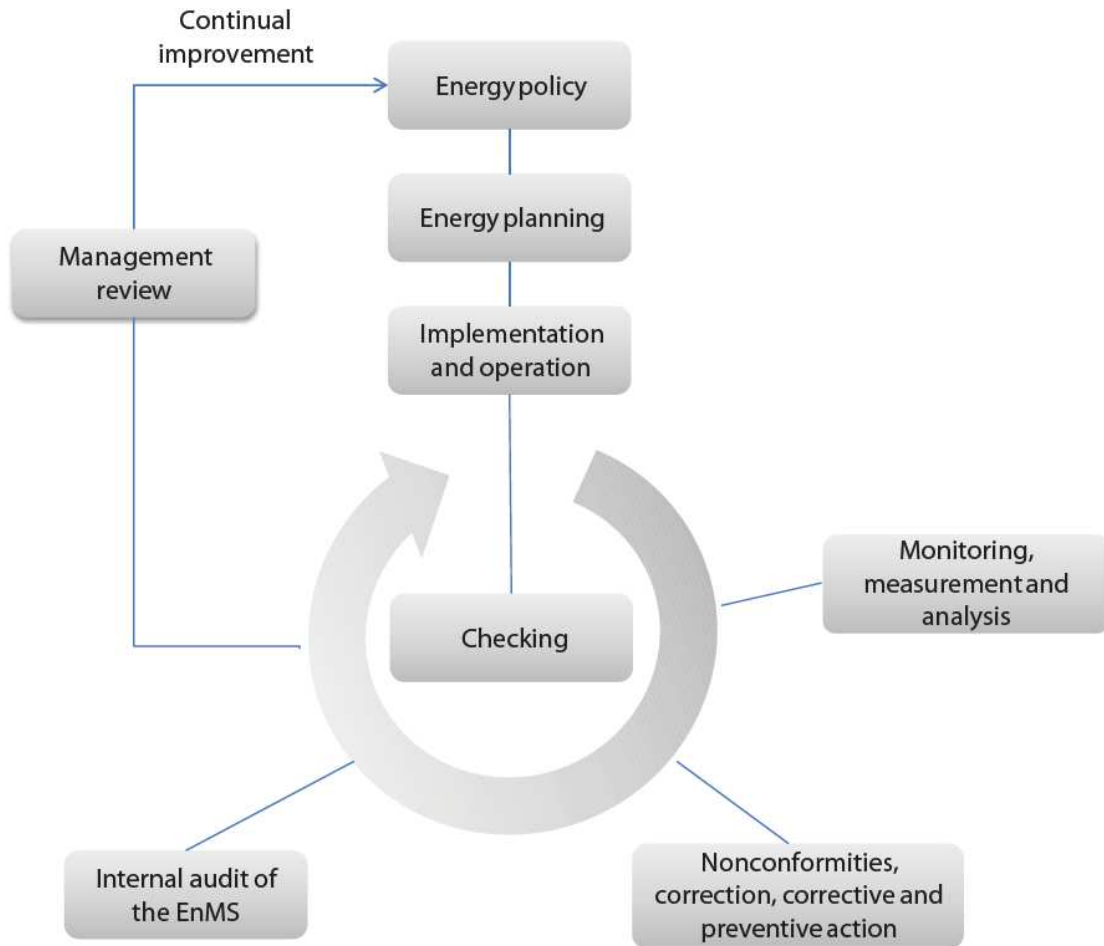 Continual
improvement
Energy policy
Energy planning
Management
review
Implementation
and operation
Monitoring,
measurement and
analysis
Checking
Internal audit of
the EnMS
Nonconformities,
correction, corrective and
preventive action